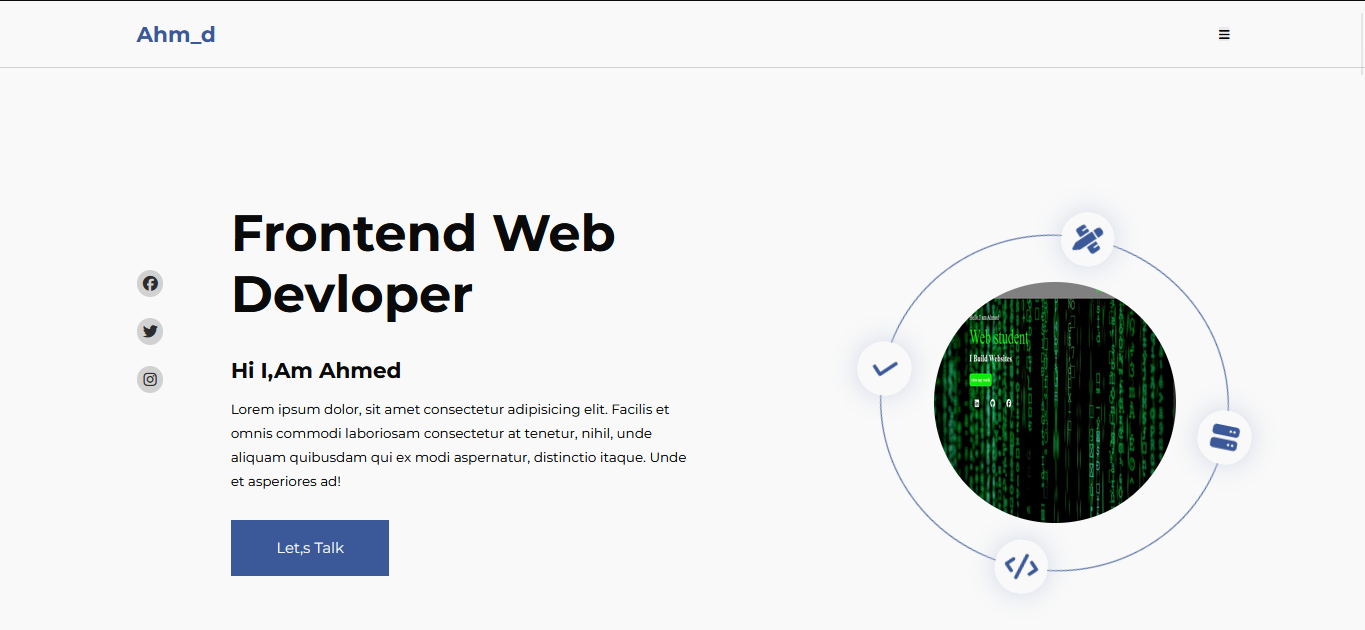 Ahm_d
Frontend Web
Devloper
Hi I,Am Ahmed
Lorem ipsum dolor, sit amet consectetur adipisicing elit. Facilis et
omnis commodi laboriosam consectetur at tenetur, nihil, unde
aliquam quibusdam qui ex modi aspernatur, distinctio itaque. Unde
et asperiores ad!
Let,s Talk
Hello,I am Ahmed
Web student
I Build Websites